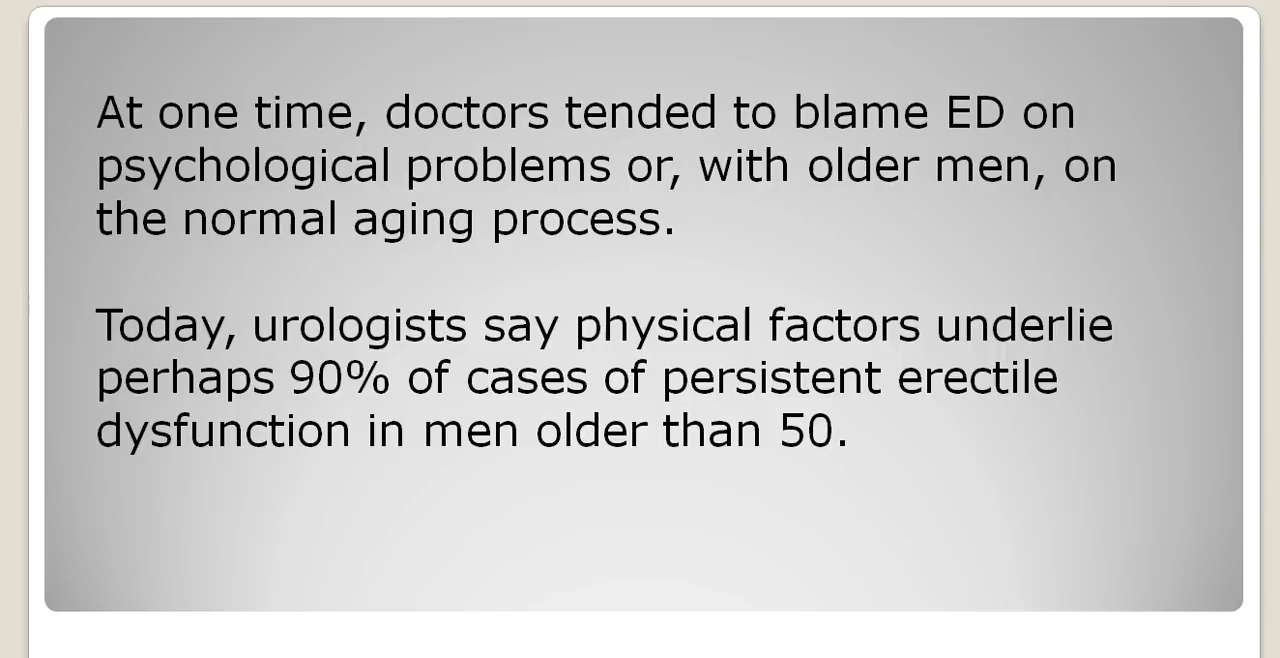 At one time, doctors tended to blame ED on
psychological problems or, with older men, on
the normal aging process.
Today, urologists say physical factors underlie
perhaps 90% of cases of persistent erectile
dysfunction in men older than 50.